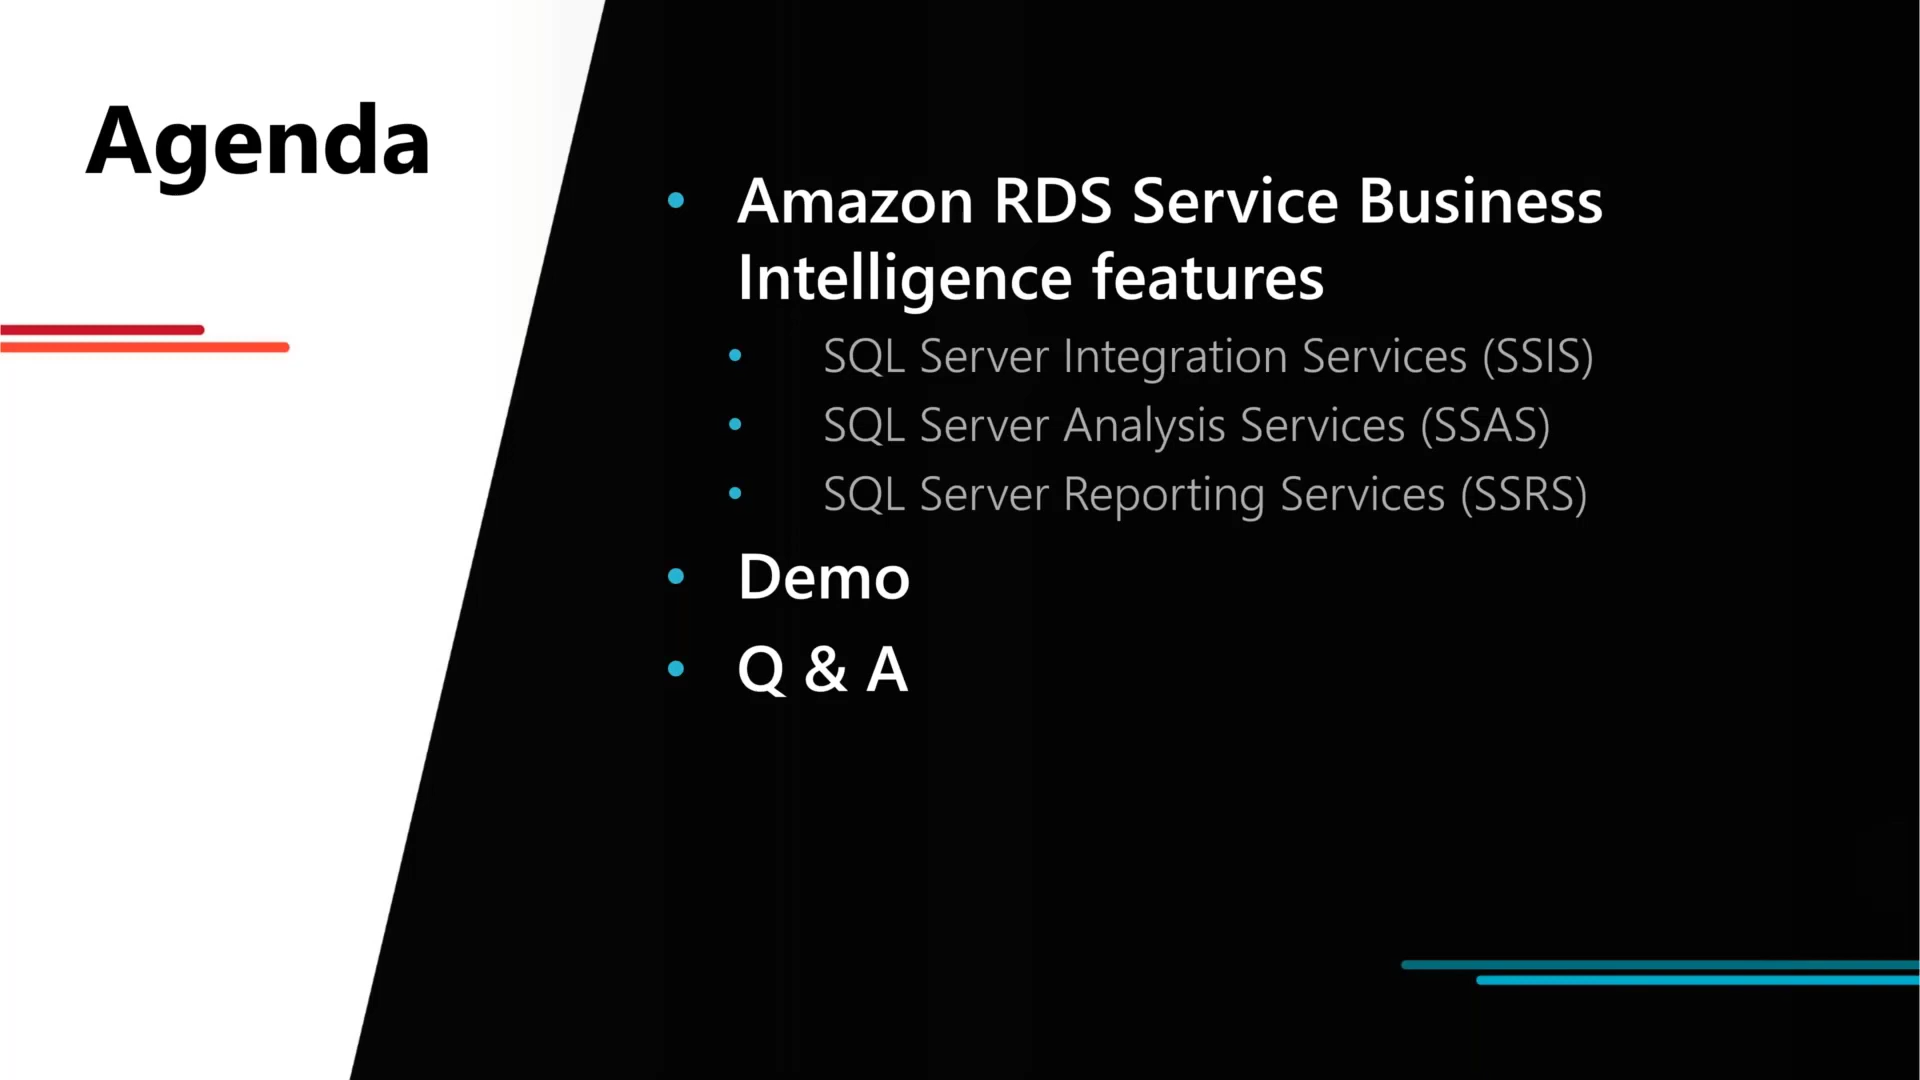 Agenda
• Amazon RDS Service Business
Intelligence features
• SQL Server Integration Services (SSIS)
• SQL Server Analysis Services (SSAS)
• SQL Server Reporting Services (SSRS)
• Demo
• Q & A